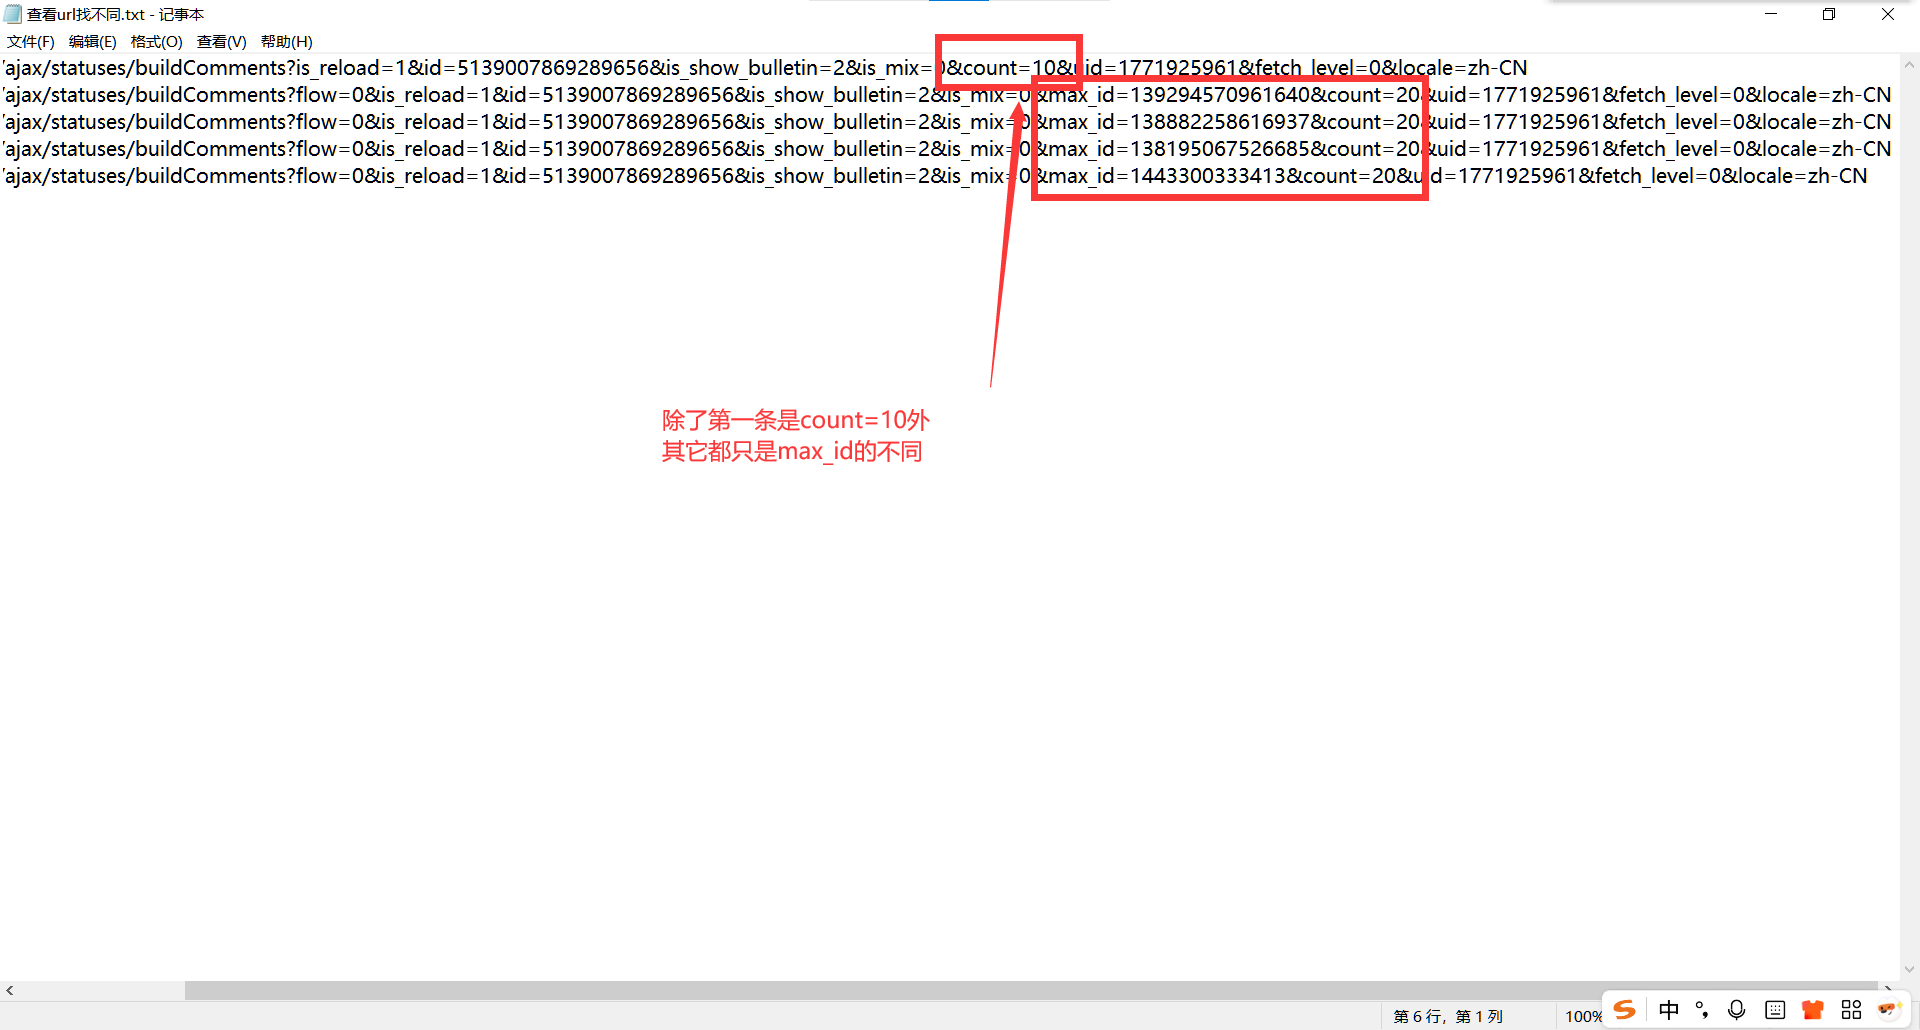 查看url找不同.txt - 记事本
文件(F) 编辑(E) 格式(O) 查看(V) 帮助(H)
/ajax/statuses/buildComments?is_reload=1&id=5139007869289656&is_show_bulletin=2&is_mix=0&count=10&uid=1771925961&fetch_level=0&locale=zh-CN
/ajax/statuses/buildComments?flow=0&is_reload=1&id=5139007869289656&is_show_bulletin=2&is_mix=0&max_id=139294570961640&count=20&uid=1771925961&fetch_level=0&locale=zh-CN
/ajax/statuses/buildComments?flow=0&is_reload=1&id=5139007869289656&is_show_bulletin=2&is_mix=0&max_id=138882258616937&count=20&uid=1771925961&fetch_level=0&locale=zh-CN
/ajax/statuses/buildComments?flow=0&is_reload=1&id=5139007869289656&is_show_bulletin=2&is_mix=0&max_id=138195067526685&count=20&uid=1771925961&fetch_level=0&locale=zh-CN
/ajax/statuses/buildComments?flow=0&is_reload=1&id=5139007869289656&is_show_bulletin=2&is_mix=0&max_id=1443300333413&count=20&uid=1771925961&fetch_level=0&locale=zh-CN
除了第一条是count=10外
其它都只是max_id的不同
第 6 行，第 1 列 100%
中